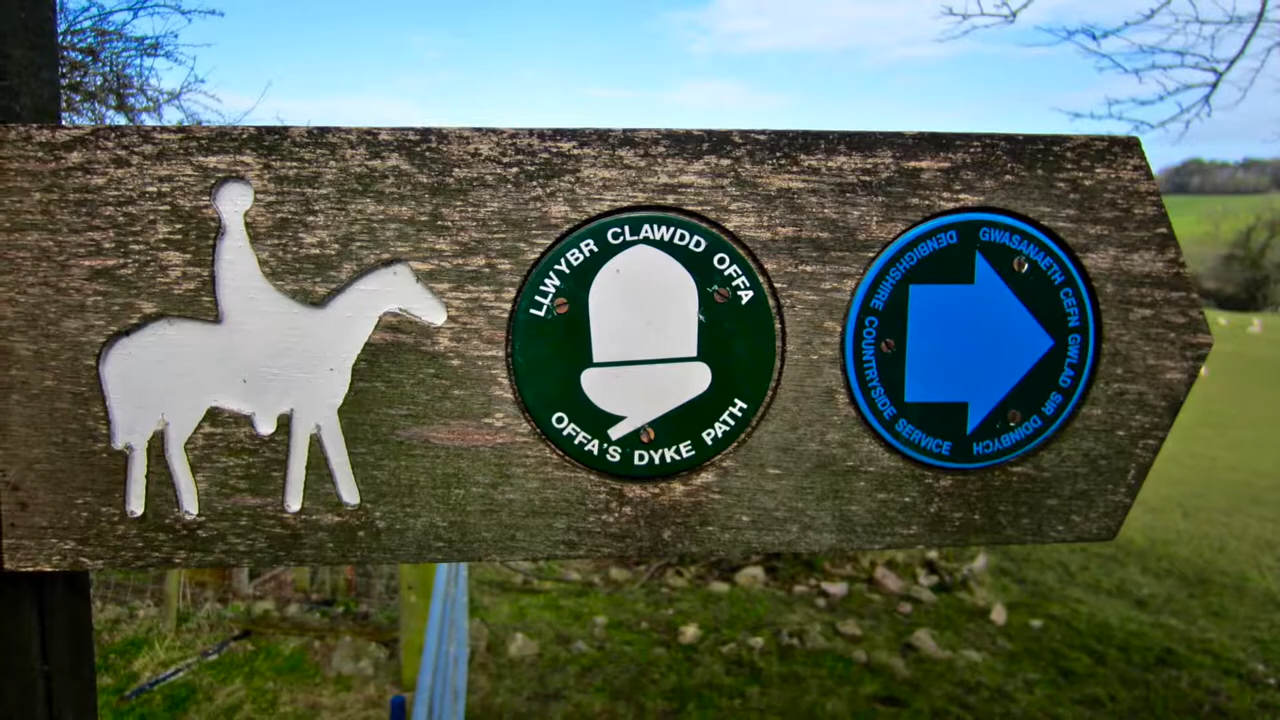 LLWYBR CLAWDD OFFA
OFFA'S DYKE PATH
GWASANAETH CEFN GWLAD SIR DDINBYCH
DENBIGHSHIRE COUNTRYSIDE SERVICE